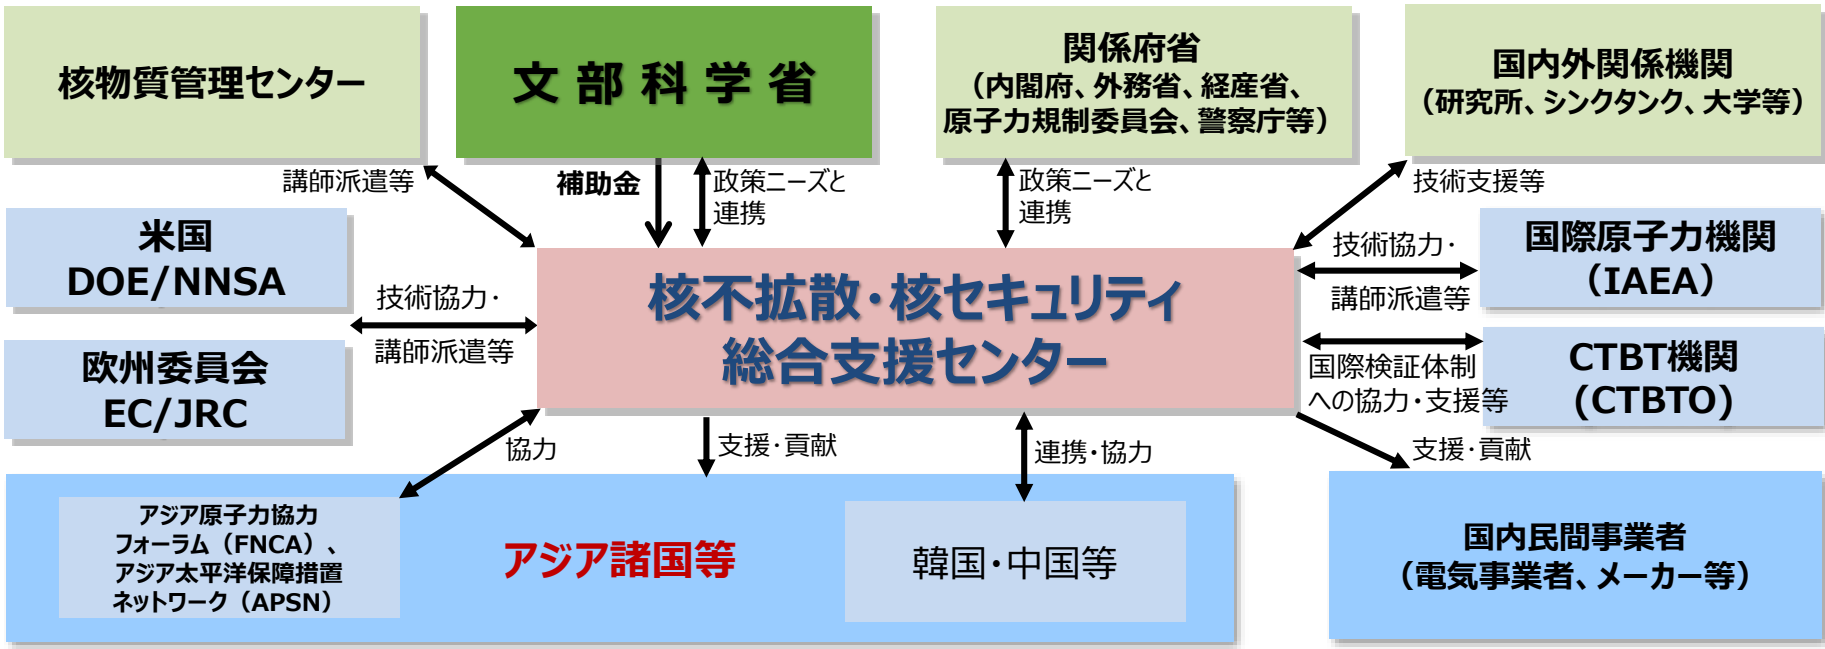 核物質管理センター
文部科学省
関係府省
（内閣府、外務省、経産省、
原子力規制委員会、警察庁等）
国内外関係機関
（研究所、シンクタンク、大学等）
講師派遣等
補助金
政策ニーズと
連携
政策ニーズと
連携
技術支援等
米国
DOE/NNSA
欧州委員会
EC/JRC
技術協力・
講師派遣等
核不拡散・核セキュリティ
総合支援センター
技術協力・
講師派遣等
国際原子力機関
（IAEA）
国際検証体制
への協力・支援等
CTBT機関
(CTBTO)
協力
支援・貢献
連携・協力
支援・貢献
アジア原子力協力
フォーラム（FNCA）、
アジア太平洋保障措置
ネットワーク（APSN）
アジア諸国等
韓国・中国等
国内民間事業者
（電気事業者、メーカー等）